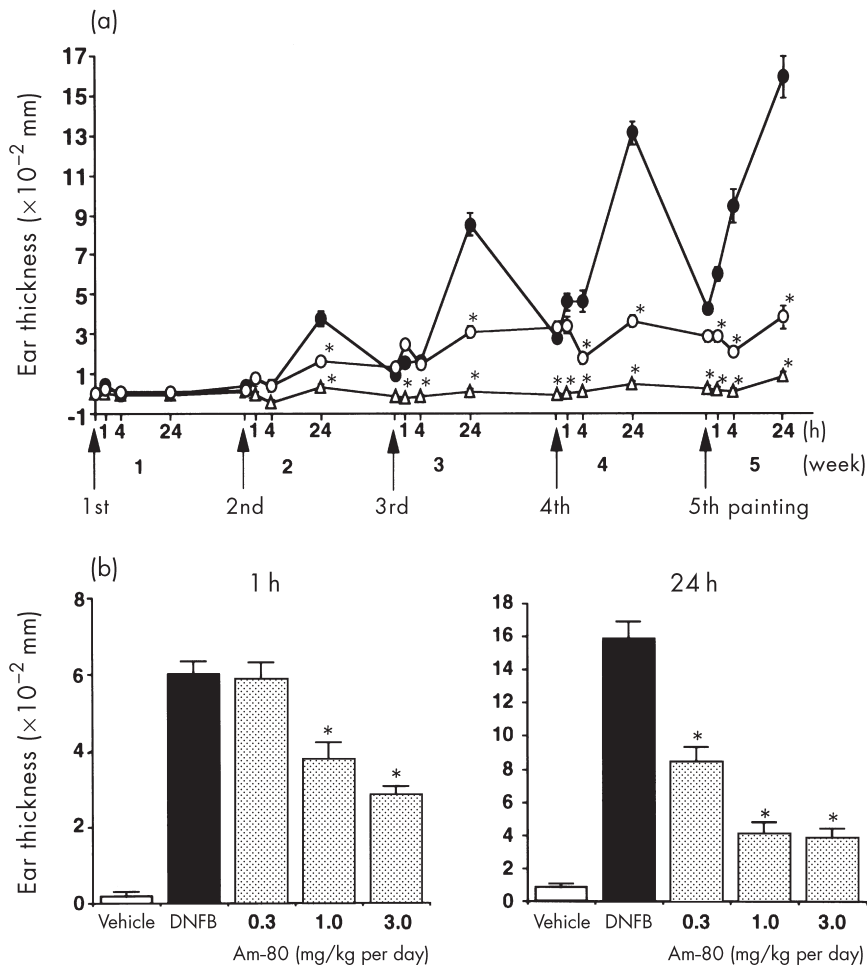 (a)
Ear thickness (×10−2 mm)
17
15
13
11
9
7
5
3
1
-1
* * * * * * * * * * * * * * * * *
1 4 24 1 4 24 1 4 24 1 4 24 1 4 24 (h)
1 2 3 4 5 (week)
1st 2nd 3rd 4th 5th painting
(b)
1 h
Ear thickness (×10−2 mm)
8
6
4
2
0
* *
Vehicle DNFB 0.3 1.0 3.0
Am-80 (mg/kg per day)
24 h
18
16
14
12
10
8
6
4
2
0
* * *
Vehicle DNFB 0.3 1.0 3.0
Am-80 (mg/kg per day)